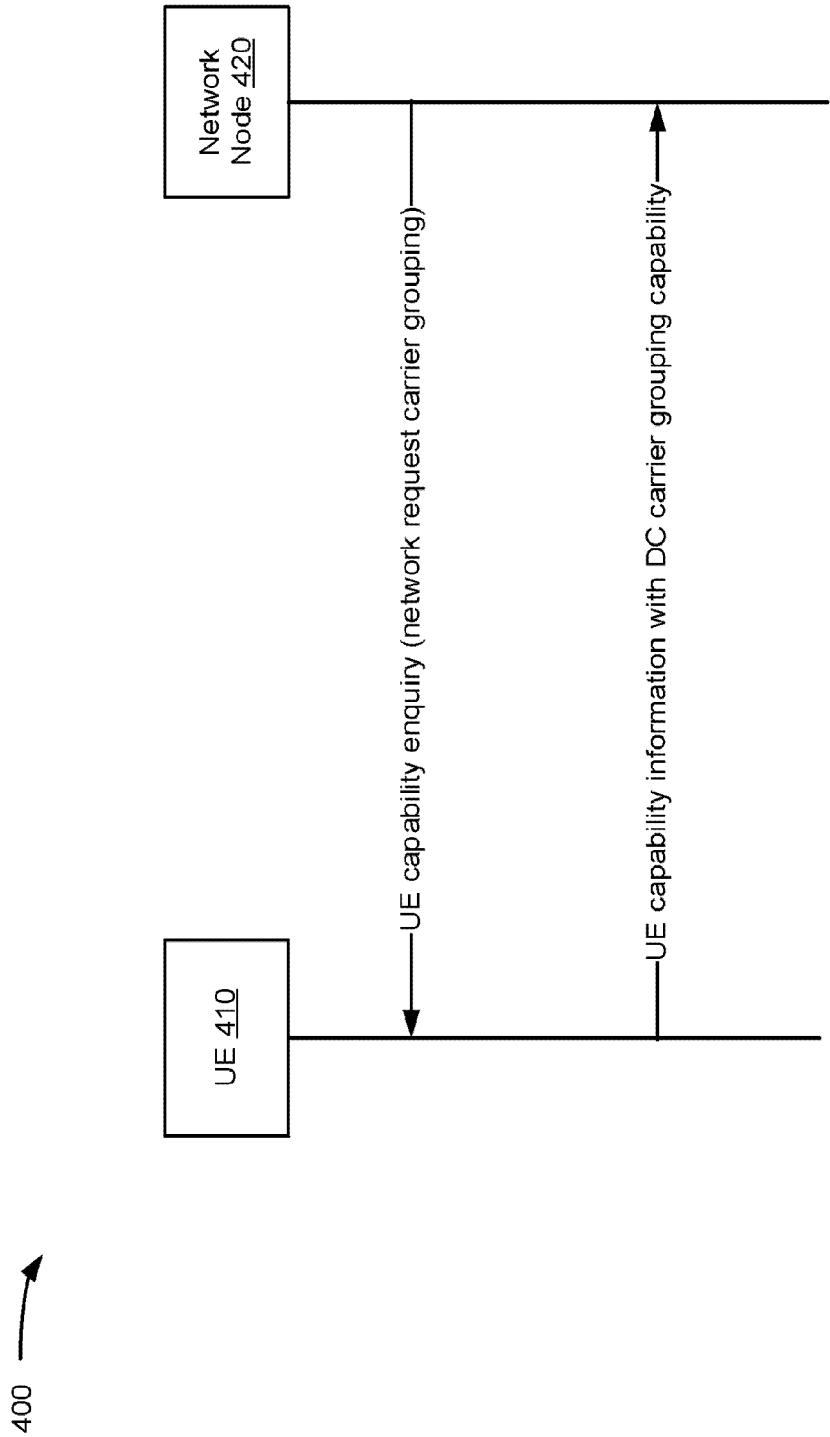 400
UE 410
Network
Node 420
UE capability enquiry (network request carrier grouping)
UE capability information with DC carrier grouping capability